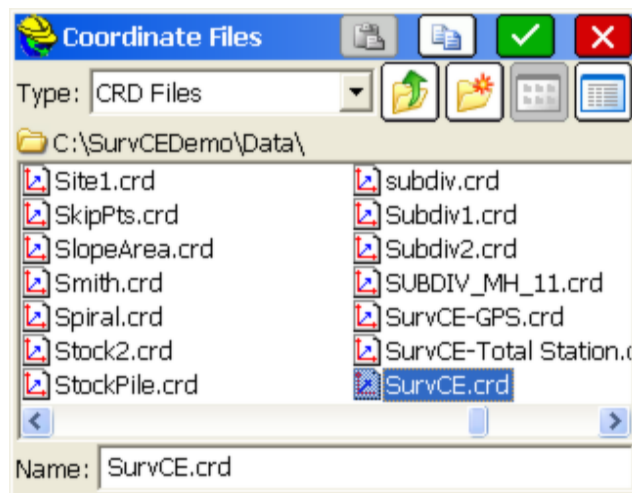 Coordinate Files
Type: CRD Files
C:\SurvCEDemo\Data\
Site1.crd
SkipPts.crd
SlopeArea.crd
Smith.crd
Spiral.crd
Stock2.crd
StockPile.crd
subdiv.crd
Subdiv1.crd
Subdiv2.crd
SUBDIV_MH_11.crd
SurvCE-GPS.crd
SurvCE-Total Station.c
SurvCE.crd
Name: SurvCE.crd